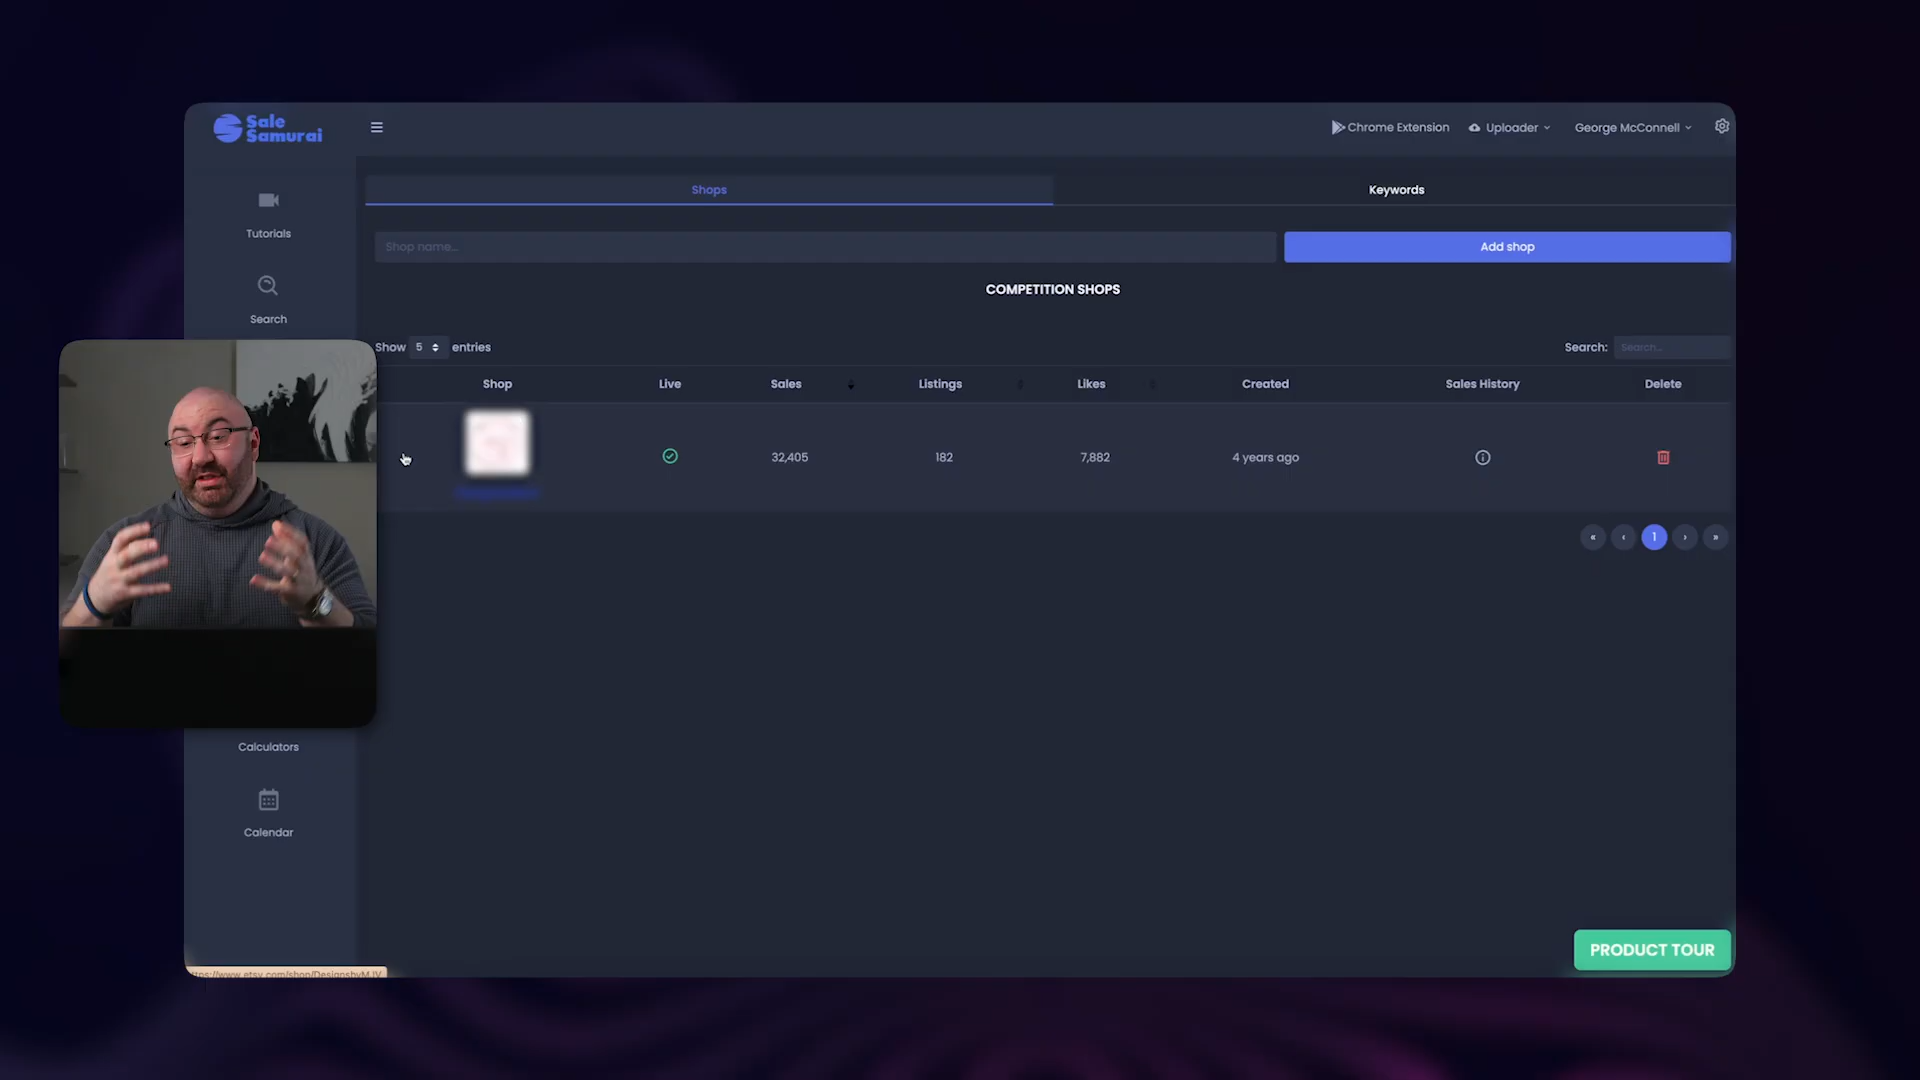 Sale
Samurai
Chrome Extension
Uploader
George McConnell
Shops
Keywords
Shop name...
Add shop
COMPETITION SHOPS
Tutorials
Search
Show 5 entries
Search: Search...
Shop Live Sales Listings Likes Created Sales History Delete
32,405 182 7,882 4 years ago
« ‹ 1 › »
Calculators
Calendar
PRODUCT TOUR